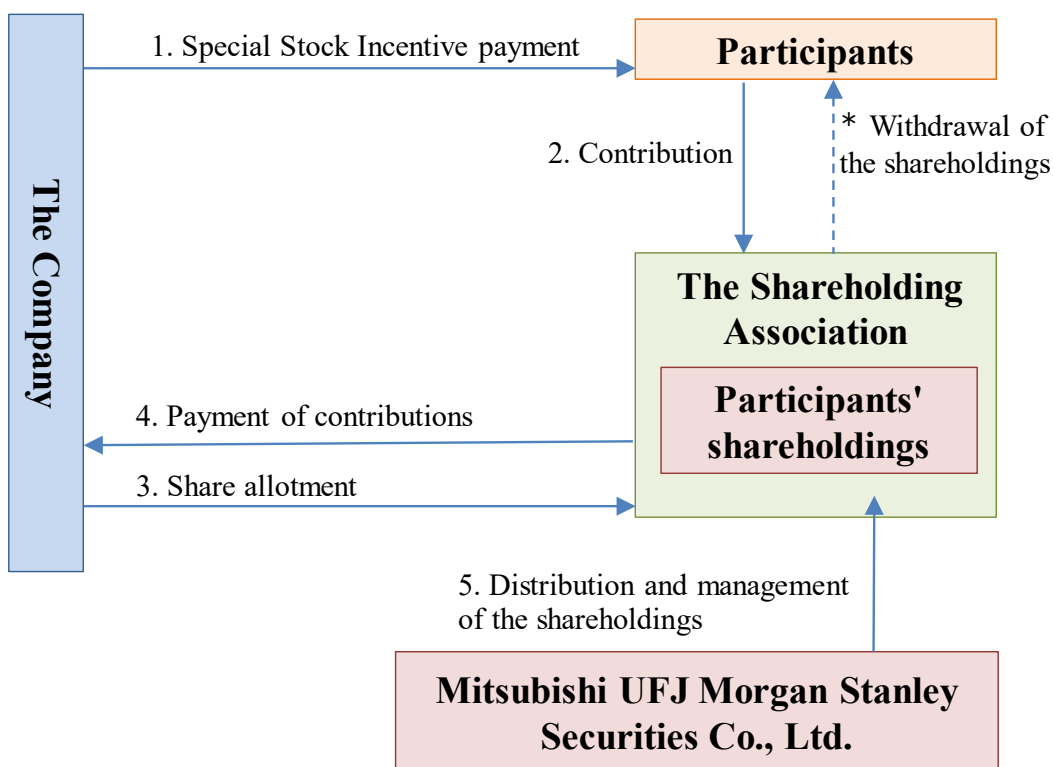 1. Special Stock Incentive payment
Participants
2. Contribution
* Withdrawal of
the shareholdings
The Company
The Shareholding
Association
Participants'
shareholdings
4. Payment of contributions
3. Share allotment
5. Distribution and management
of the shareholdings
Mitsubishi UFJ Morgan Stanley
Securities Co., Ltd.